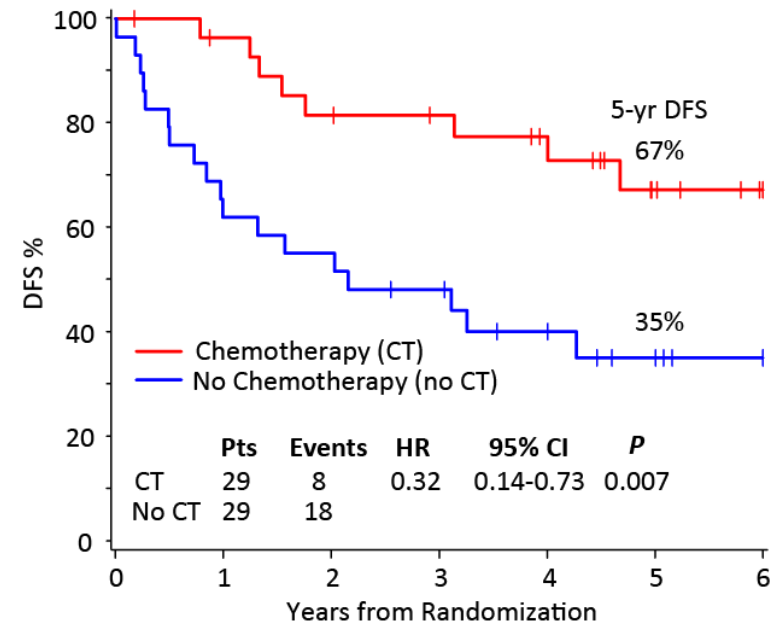 100
80
60
40
20
0
DFS %
5-yr DFS
67%
35%
Chemotherapy (CT)
No Chemotherapy (no CT)
Pts Events HR 95% CI P
CT 29 8 0.32 0.14-0.73 0.007
No CT 29 18
0 1 2 3 4 5 6
Years from Randomization